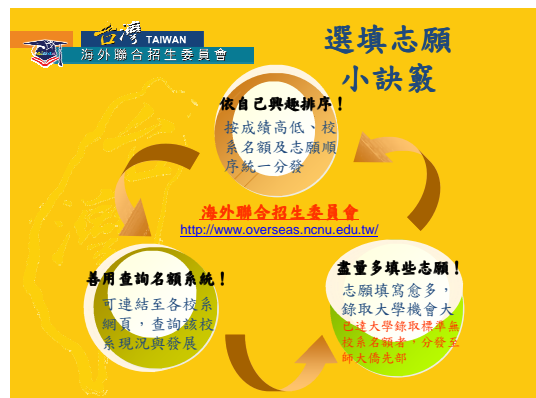 台灣 TAIWAN
海外聯合招生委員會
選填志願
小訣竅
依自己興趣排序！
按成績高低、校
系名額及志願順
序統一分發
海外聯合招生委員會
http://www.overseas.ncnu.edu.tw/
善用查詢名額系統！
可連結至各校系
網頁，查詢該校
系現況與發展
盡量多填些志願！
志願填寫愈多，
錄取大學機會大
已達大學錄取標準無
校系名額者，分發至
師大僑先部